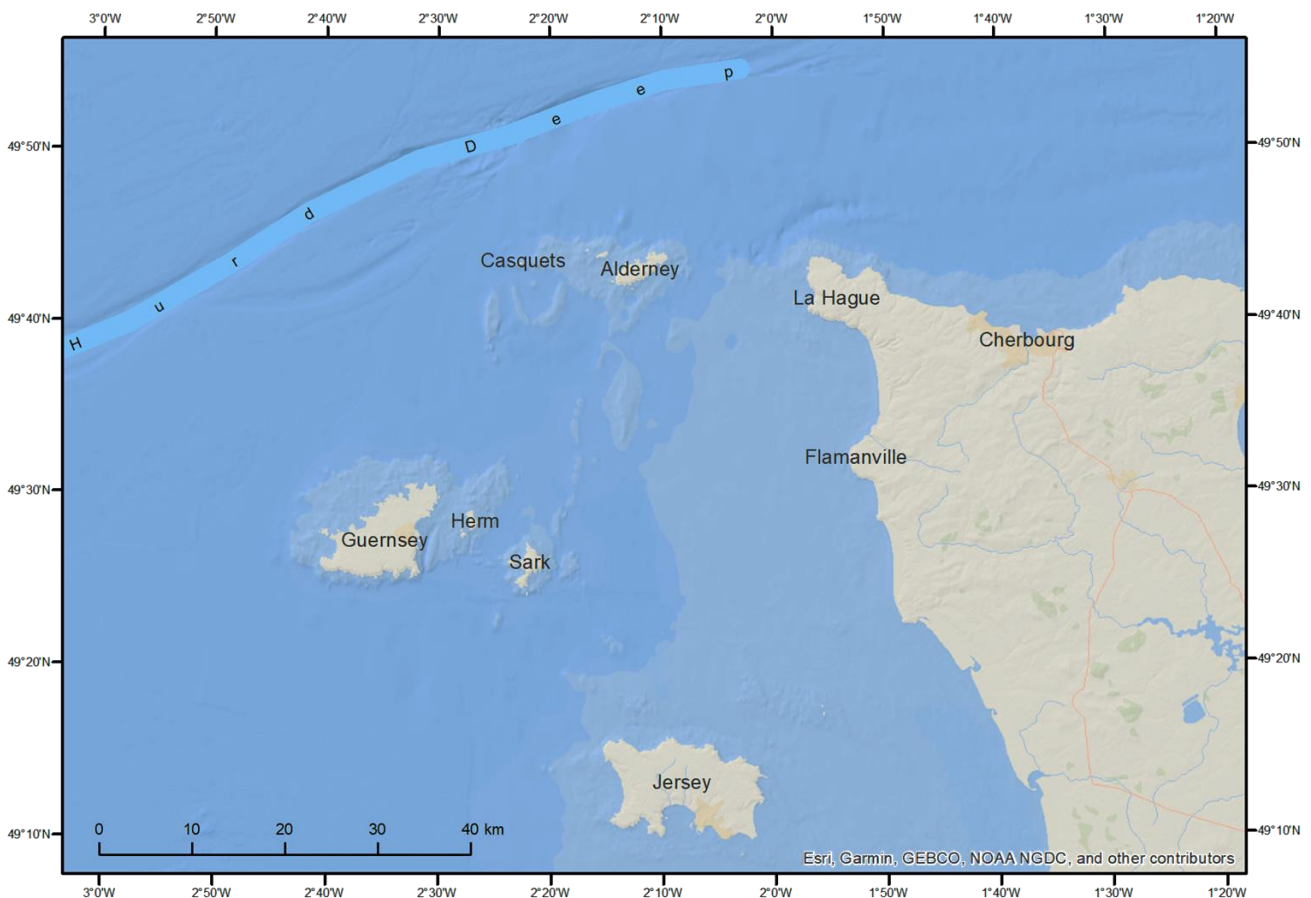 3°0'W 2°50'W 2°40'W 2°30'W 2°20'W 2°10'W 2°0'W 1°50'W 1°40'W 1°30'W 1°20'W
Hurd Deep
49°50'N 49°50'N
Casquets
Alderney
La Hague
49°40'N 49°40'N
Cherbourg
Flamanville
49°30'N 49°30'N
Herm
Guernsey
Sark
49°20'N 49°20'N
Jersey
0 10 20 30 40 km
49°10'N 49°10'N
Esri, Garmin, GEBCO, NOAA NGDC, and other contributors
3°0'W 2°50'W 2°40'W 2°30'W 2°20'W 2°10'W 2°0'W 1°50'W 1°40'W 1°30'W 1°20'W